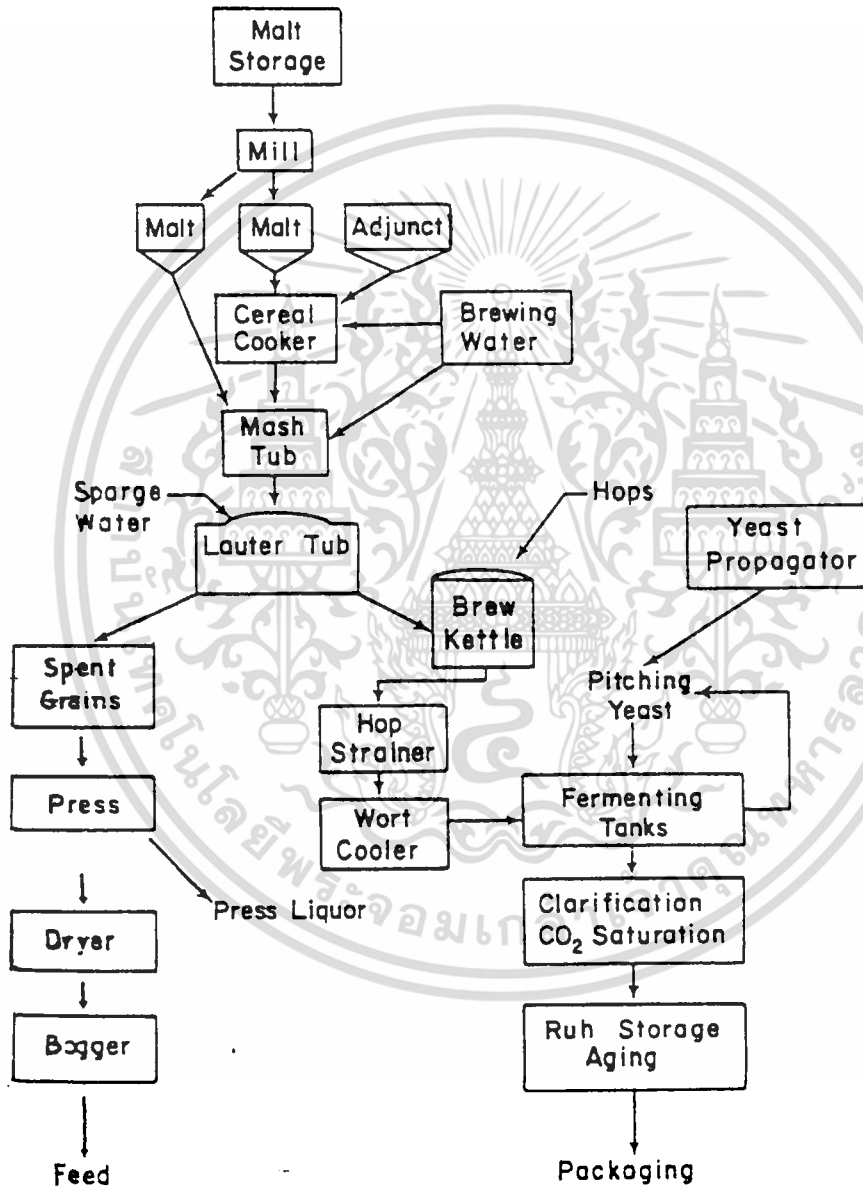 Malt
Storage
Mill
Malt
Malt
Adjunct
Cereal
Cooker
Brewing
Water
Mash
Tub
Sparge
Water
Hops
Lauter Tub
Yeast
Propagator
Brew
Kettle
Spent
Grains
Pitching
Yeast
Hop
Strainer
Press
Wort
Cooler
Fermenting
Tanks
Press Liquor
Clarification
CO₂ Saturation
Dryer
Bagger
Ruh Storage
Aging
Feed
Packaging